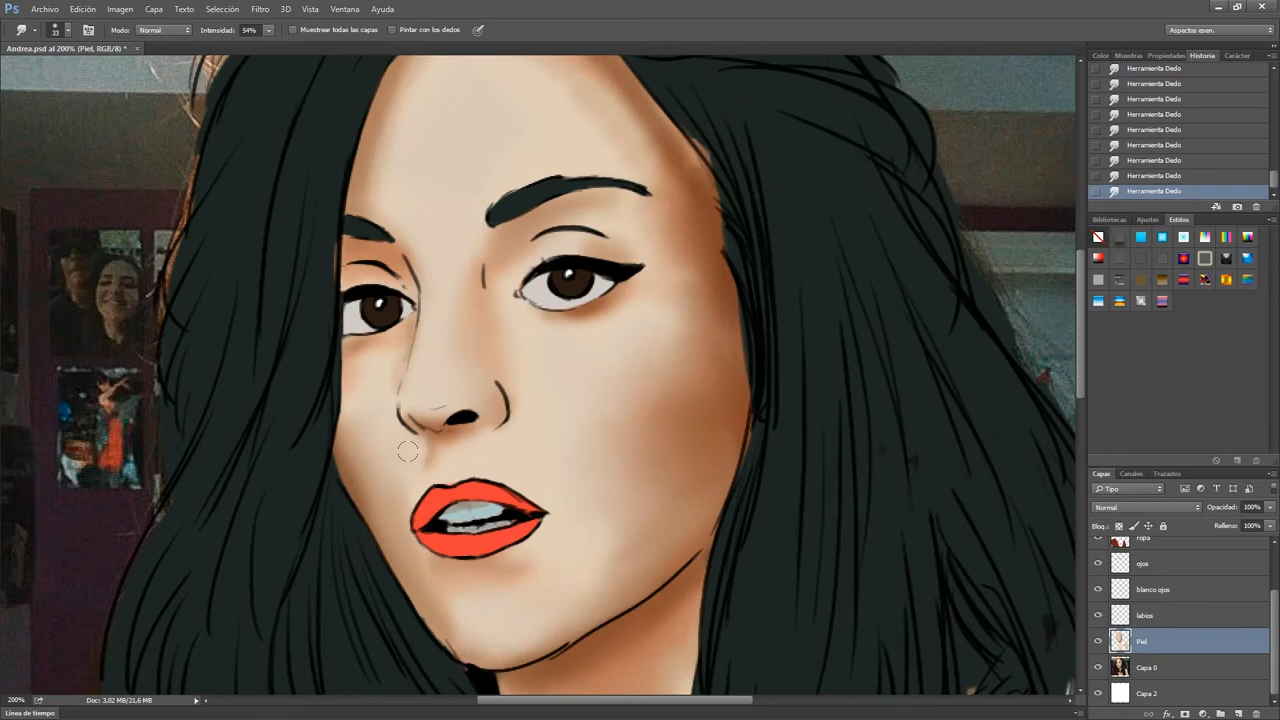 Ps Archivo Edición Imagen Capa Texto Selección Filtro 3D Vista Ventana Ayuda
33 Modo: Normal Intensidad: 54% Muestrear todas las capas Pintar con los dedos Aspectos esen.
Andrea.psd al 200% (Piel, RGB/8) * ×
Color Muestras Propiedades Historia Carácter
Herramienta Dedo
Herramienta Dedo
Herramienta Dedo
Herramienta Dedo
Herramienta Dedo
Herramienta Dedo
Herramienta Dedo
Herramienta Dedo
Herramienta Dedo
Bibliotecas Ajustes Estilos
Capas Canales Trazados
Tipo
Normal Opacidad: 100%
Bloq.: Relleno: 100%
ropa
ojos
blanco ojos
labios
Piel
Capa 0
Capa 2
200% Doc: 3,02 MB/21,6 MB
Línea de tiempo